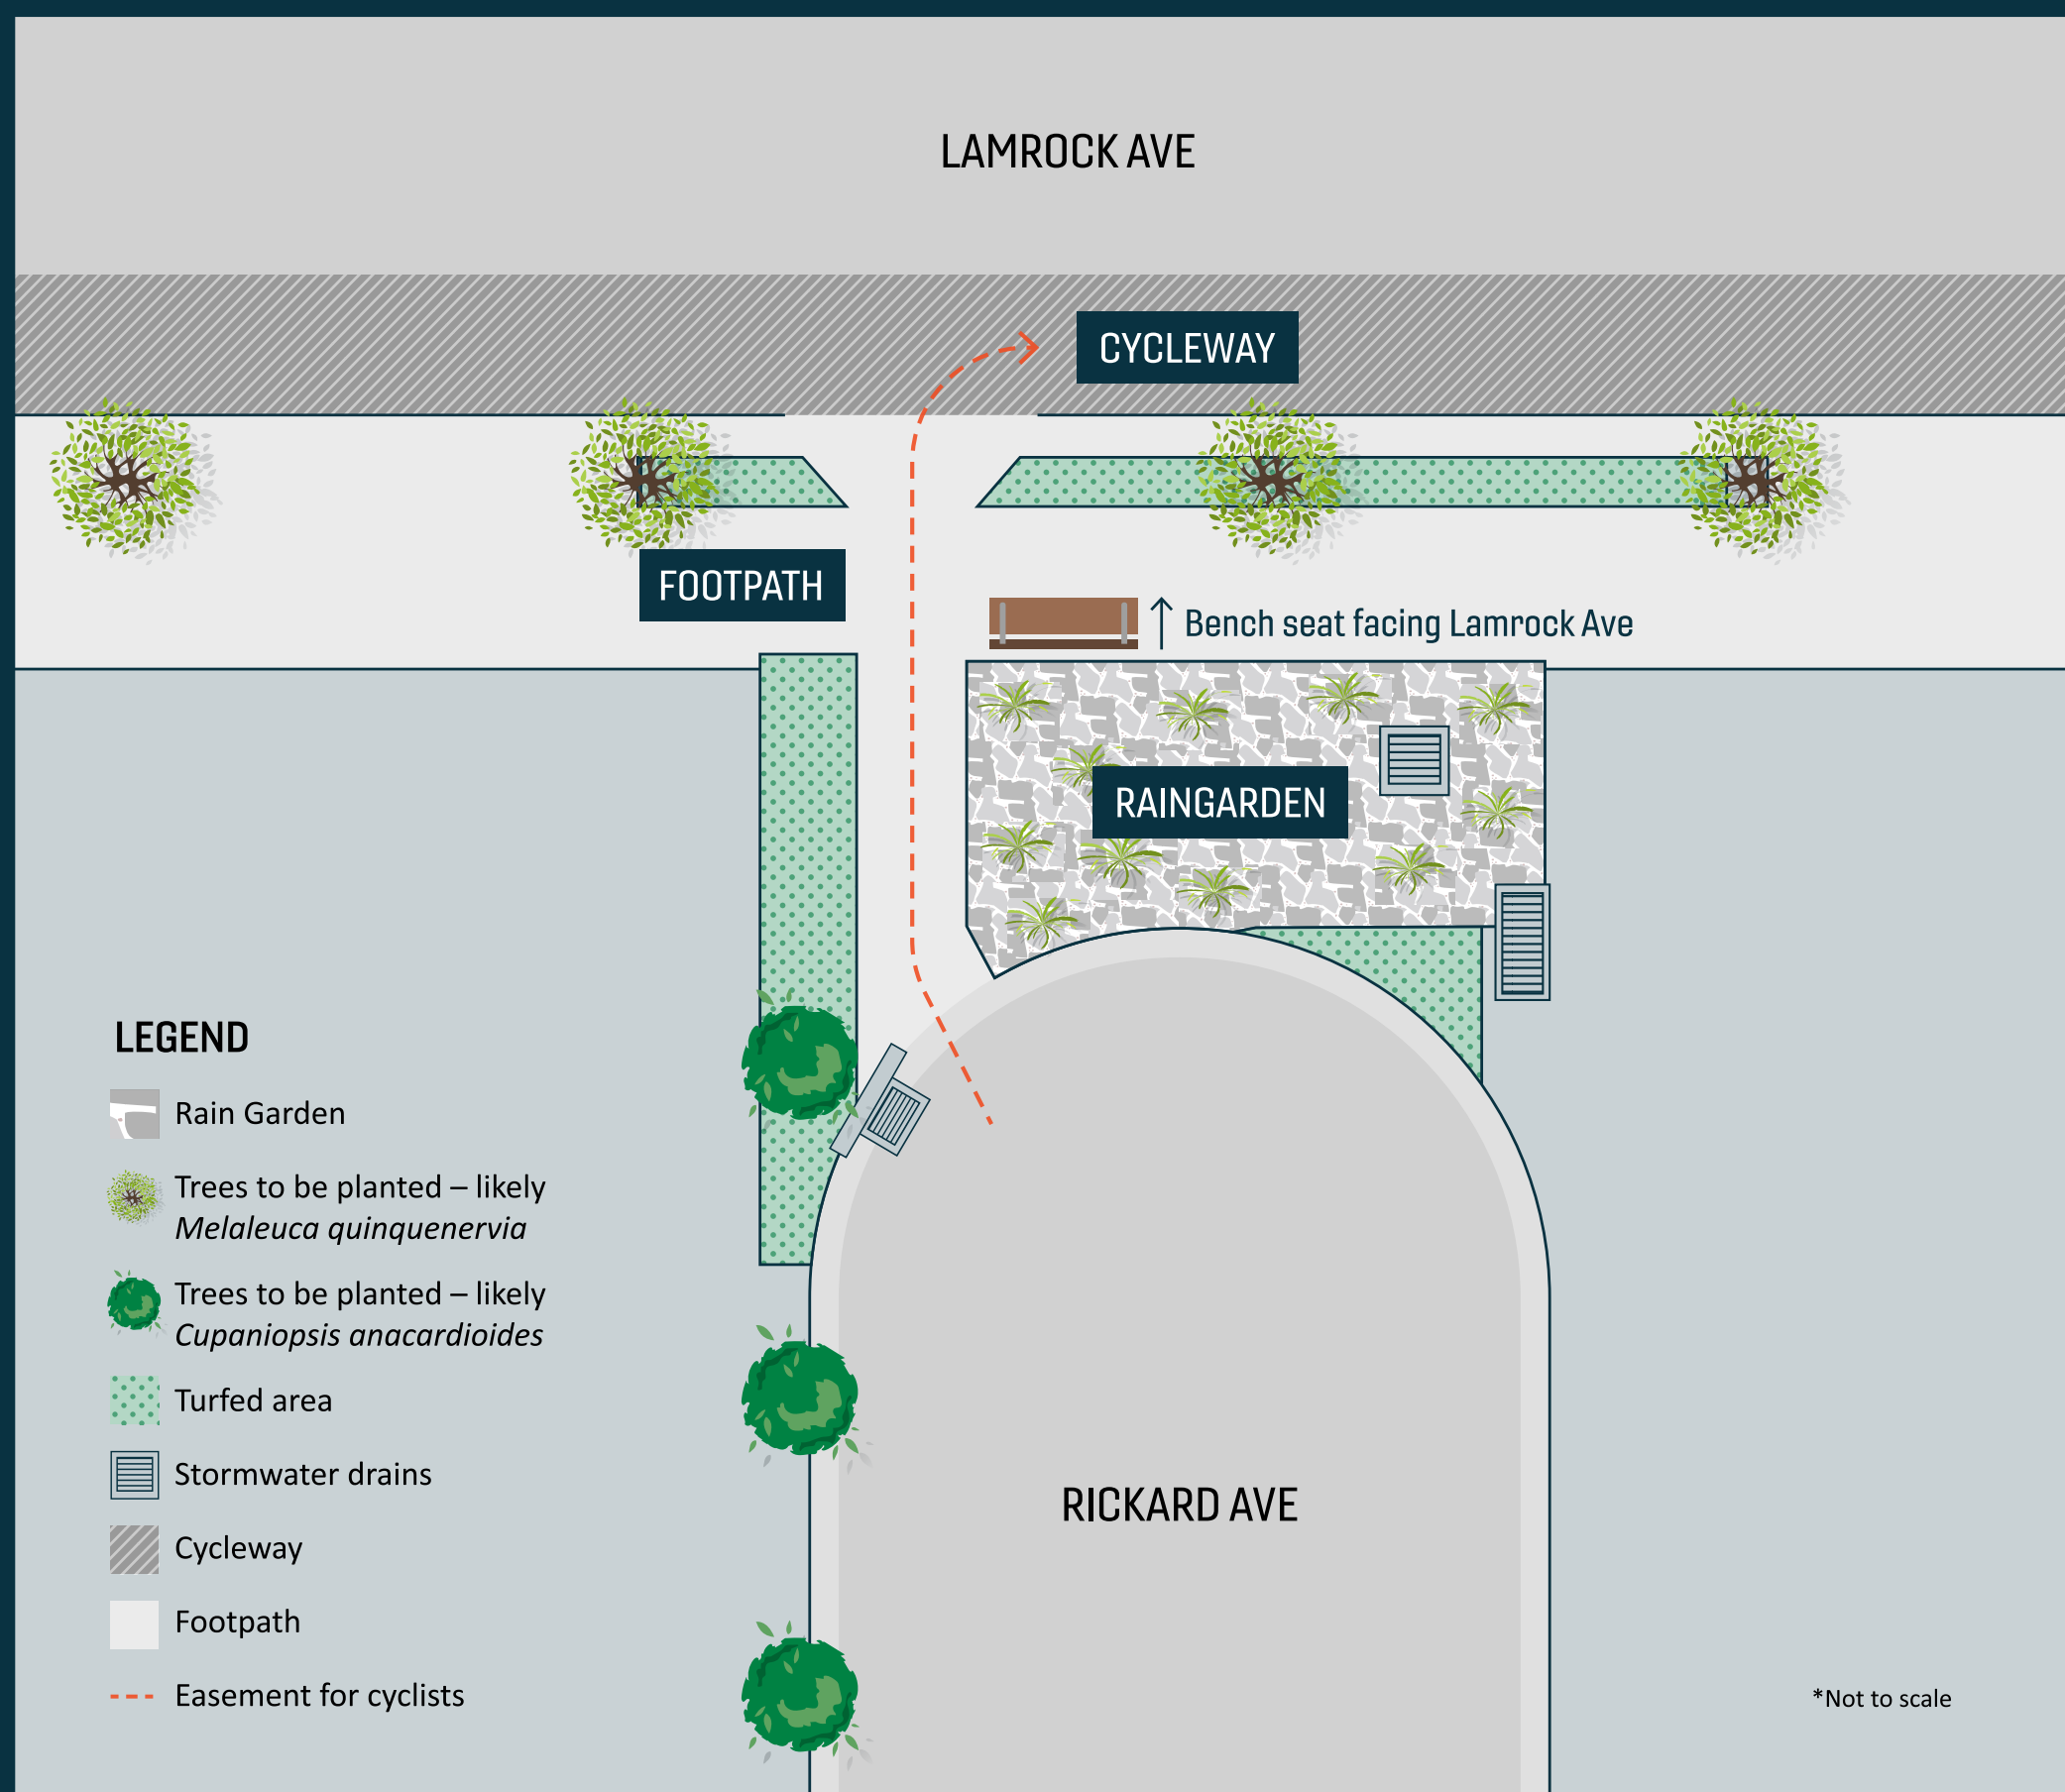 LAMROCK AVE
CYCLEWAY
FOOTPATH
Bench seat facing Lamrock Ave
RAINGARDEN
LEGEND
Rain Garden
Trees to be planted – likely
Melaleuca quinquenervia
Trees to be planted – likely
Cupaniopsis anacardioides
Turfed area
Stormwater drains
Cycleway
Footpath
Easement for cyclists
RICKARD AVE
*Not to scale